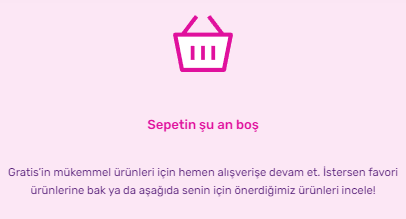 Sepetin şu an boş
Gratis'in mükemmel ürünleri için hemen alışverişe devam et. İstersen favori
ürünlerine bak ya da aşağıda senin için önerdiğimiz ürünleri incele!